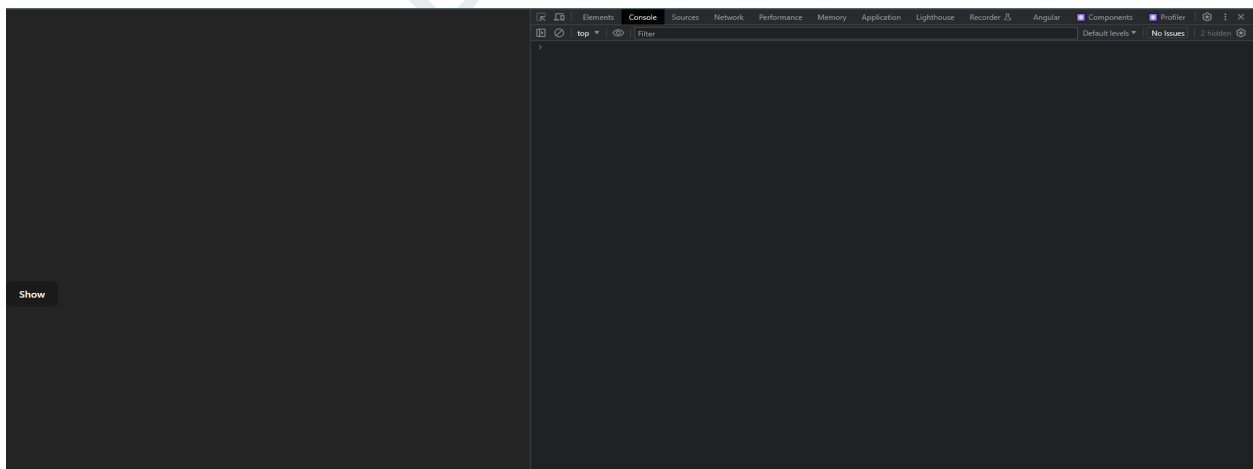 Elements Console Sources Network Performance Memory Application Lighthouse Recorder Angular Components Profiler
top Filter Default levels No Issues 2 hidden
Show